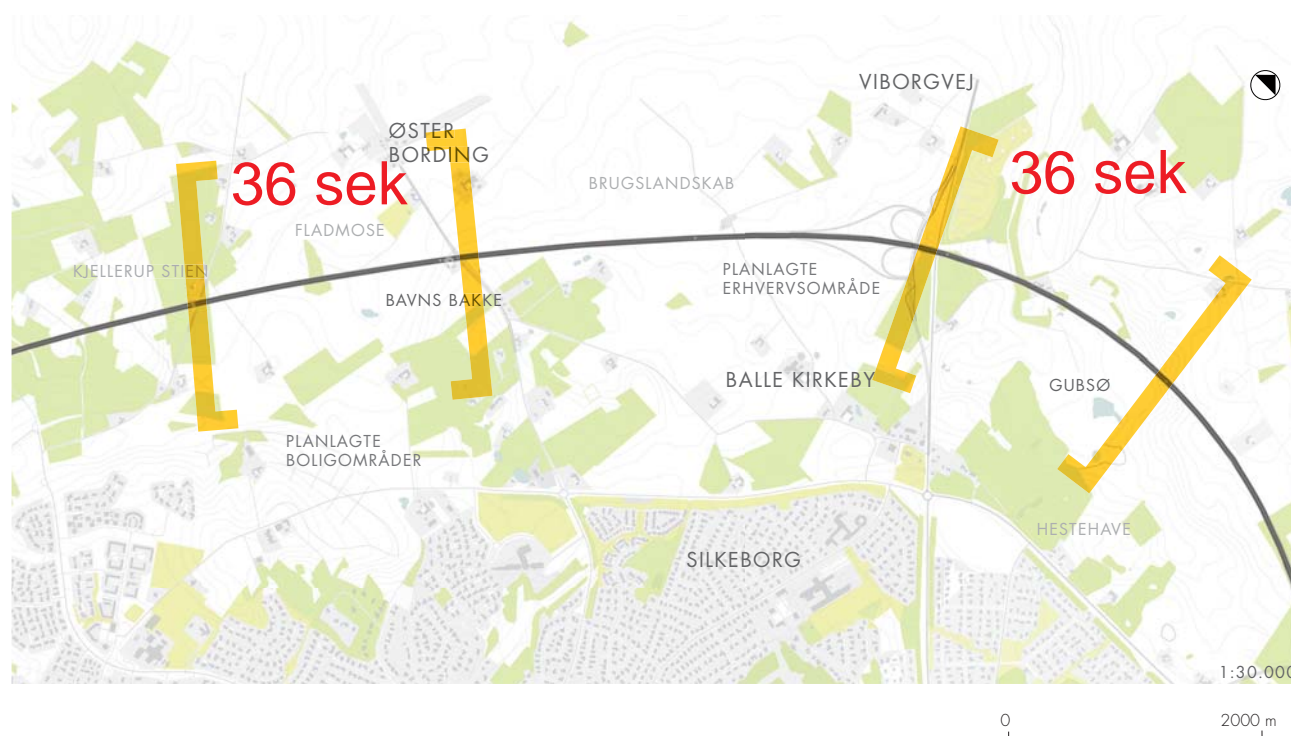 VIBORGVEJ
ØSTER
BORDING
36 sek
36 sek
BRUGSLANDSKAB
FLADMOSE
KJELLERUP STIEN
PLANLAGTE
ERHVERVSOMRÅDE
BAVNS BAKKE
BALLE KIRKEBY
GUBSØ
PLANLAGTE
BOLIGOMRÅDER
HESTEHAVE
SILKEBORG
1:30.000
0
2000 m